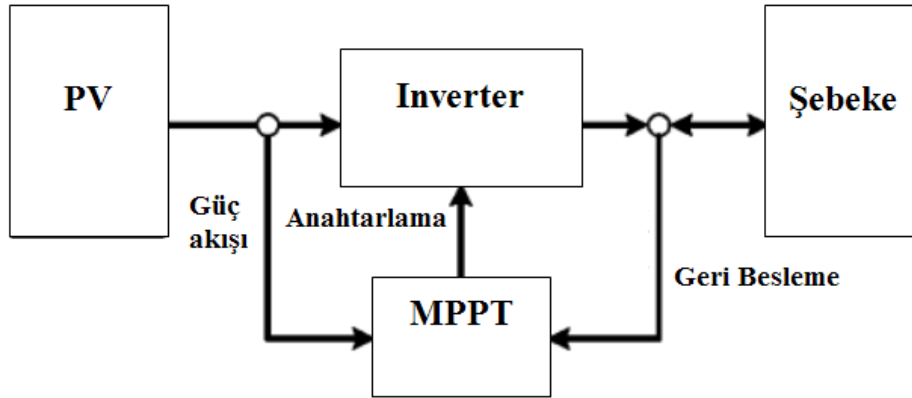 PV
Inverter
Şebeke
Güç
akışı
Anahtarlama
Geri Besleme
MPPT